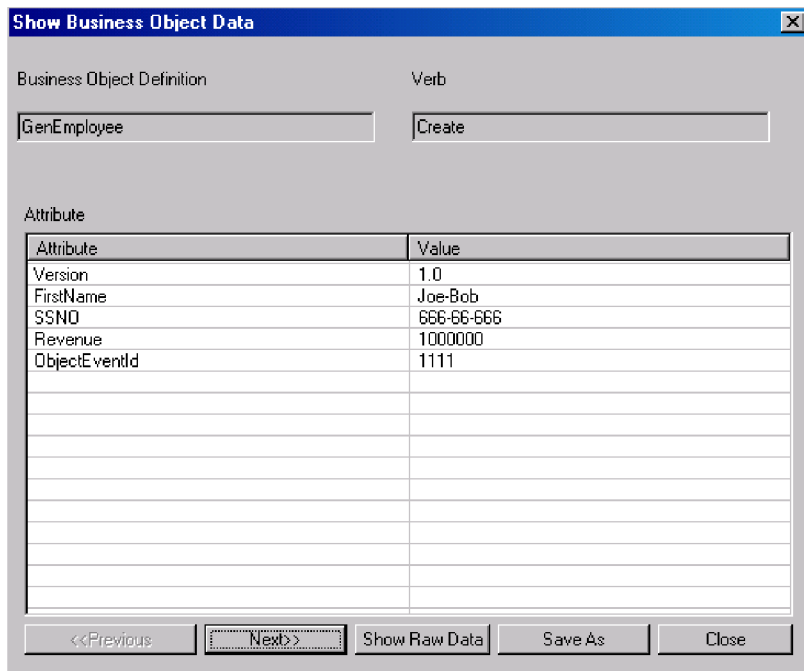 Show Business Object Data
Business Object Definition Verb
GenEmployee Create
Attribute
Attribute Value
Version 1.0
FirstName Joe-Bob
SSNO 666-66-666
Revenue 1000000
ObjectEventId 1111
<<Previous Next>> Show Raw Data Save As Close